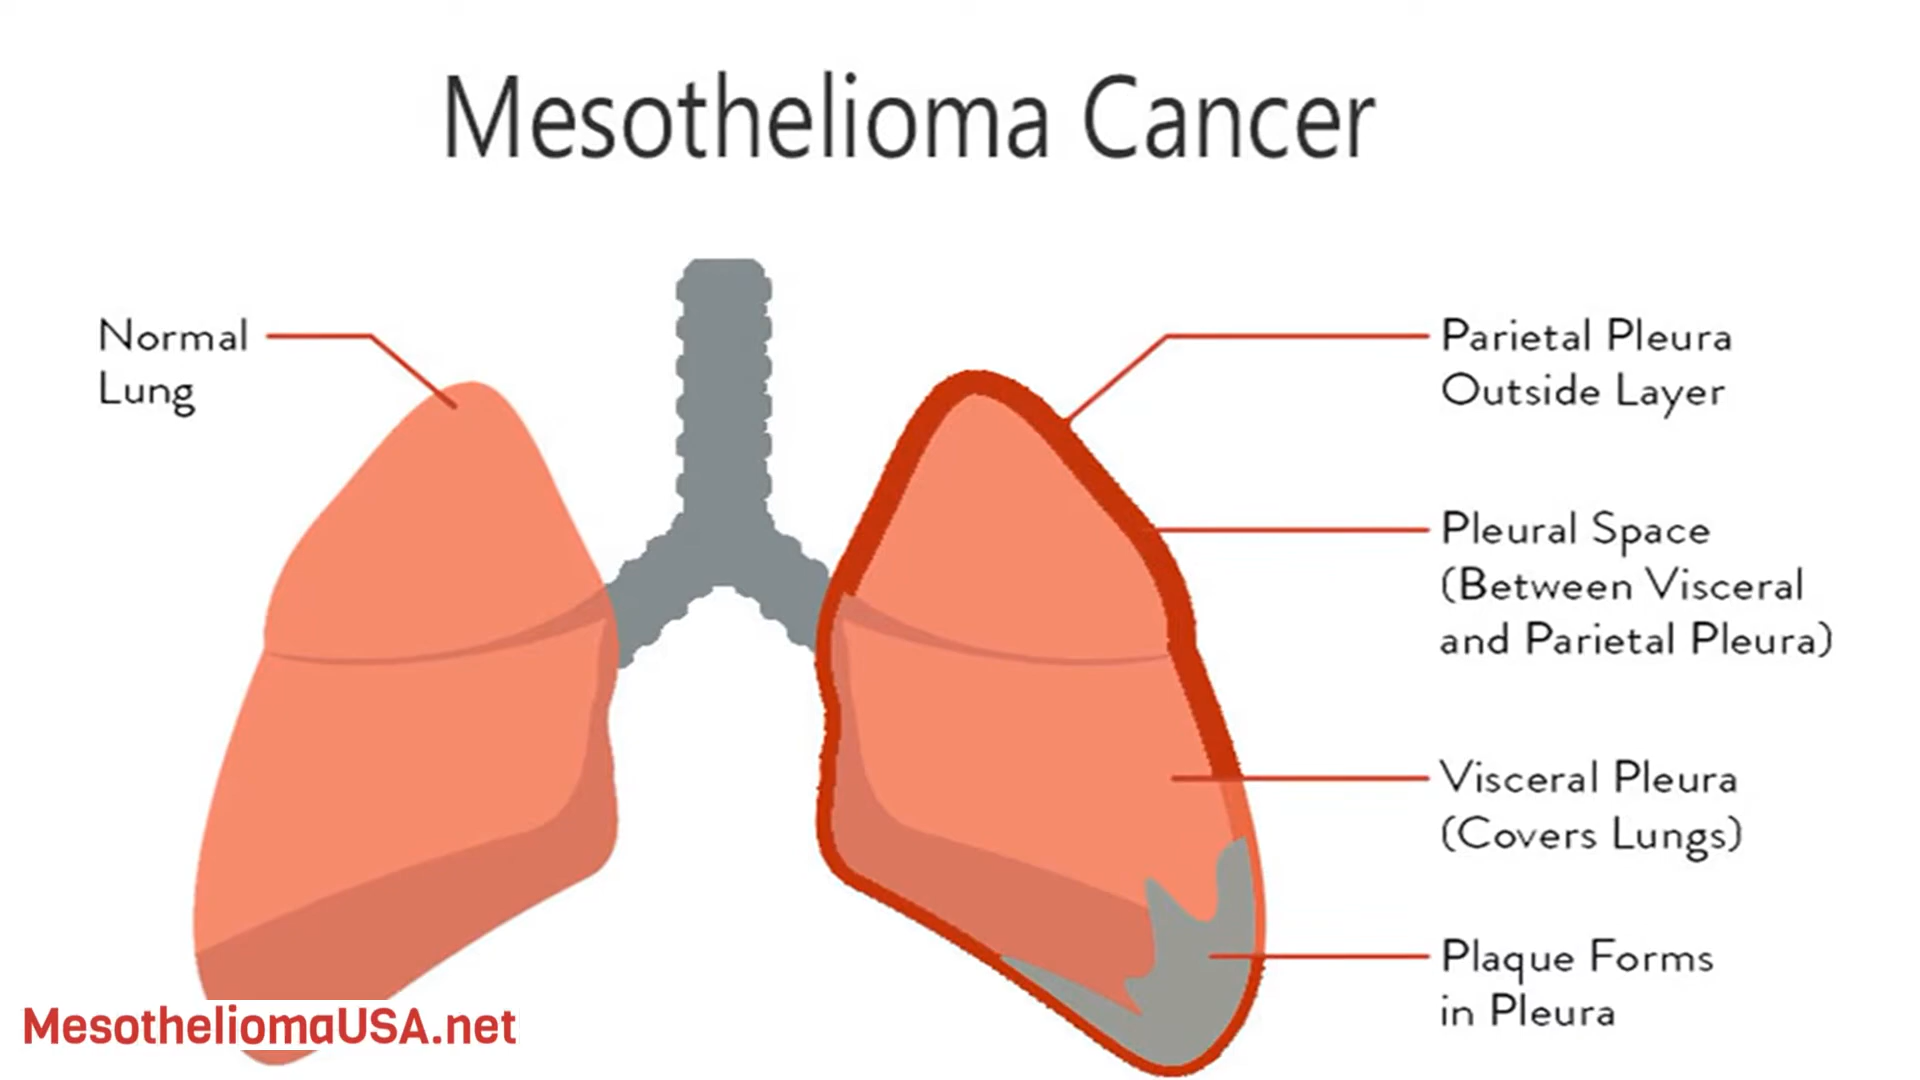 Mesothelioma Cancer
Normal
Lung
Parietal Pleura
Outside Layer
Pleural Space
(Between Visceral
and Parietal Pleura)
Visceral Pleura
(Covers Lungs)
Plaque Forms
in Pleura
MesotheliomaUSA.net